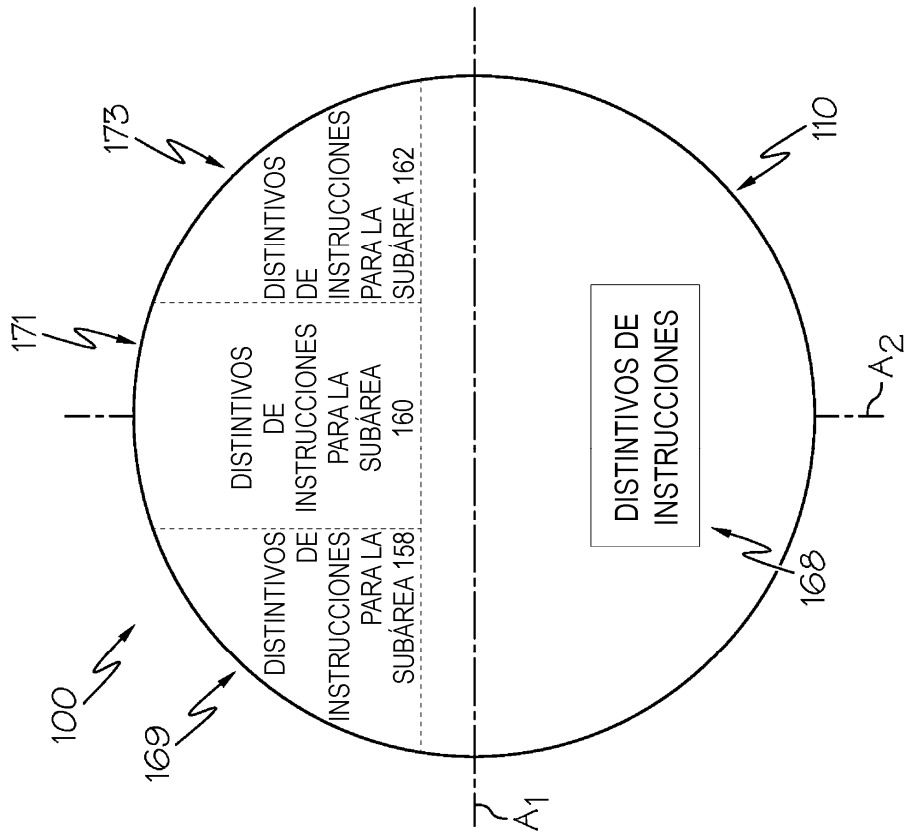 100
169
171
173
DISTINTIVOS
DE
INSTRUCCIONES
PARA LA
SUBÁREA 158
DISTINTIVOS
DE
INSTRUCCIONES
PARA LA
SUBÁREA
160
DISTINTIVOS
DE
INSTRUCCIONES
PARA LA
SUBÁREA 162
A1
DISTINTIVOS DE
INSTRUCCIONES
168
110
A2